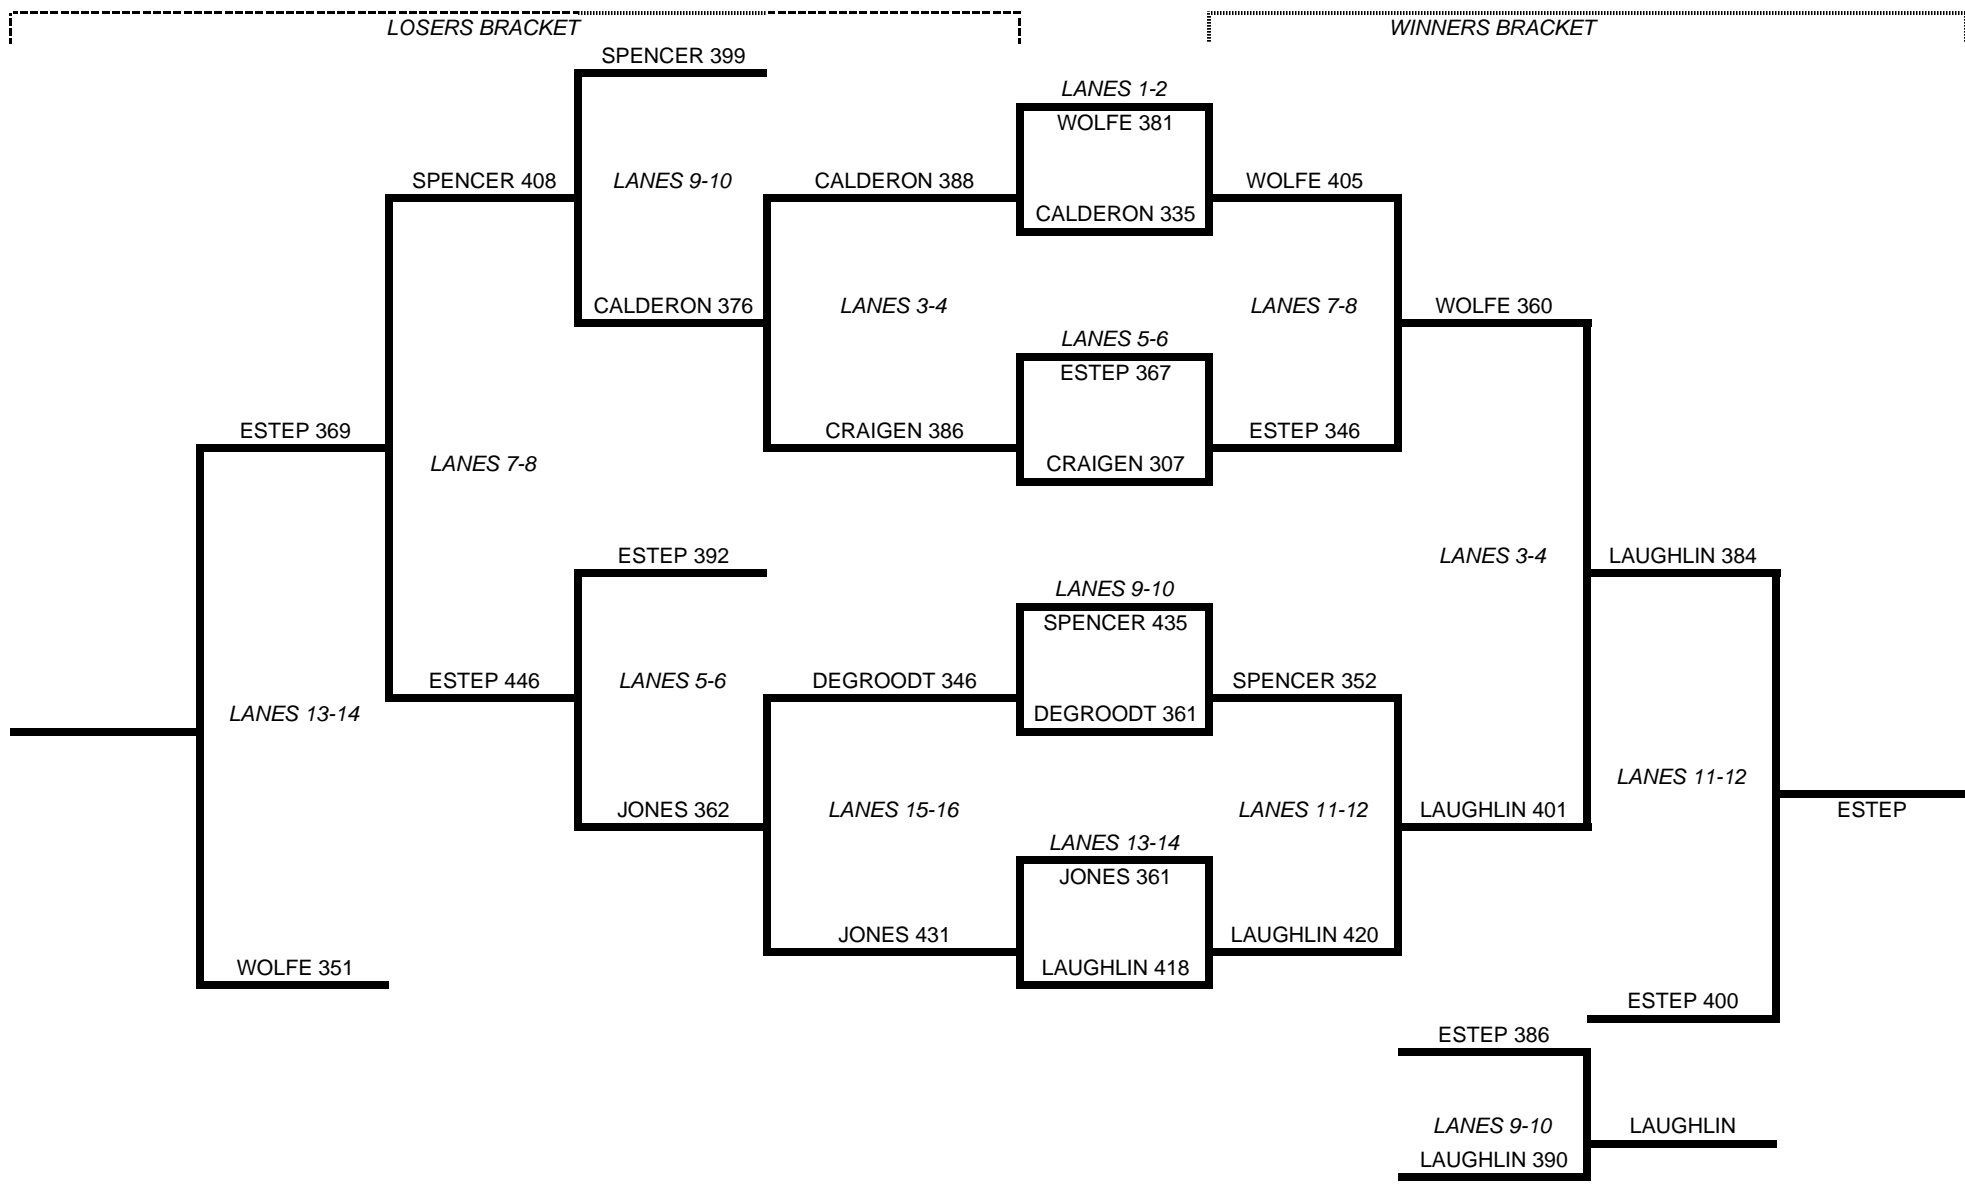 LOSERS BRACKET
WINNERS BRACKET
SPENCER 399
LANES 1-2
WOLFE 381
SPENCER 408
LANES 9-10
CALDERON 388
WOLFE 405
CALDERON 335
CALDERON 376
LANES 3-4
LANES 7-8
WOLFE 360
LANES 5-6
ESTEP 367
ESTEP 369
CRAIGEN 386
ESTEP 346
LANES 7-8
CRAIGEN 307
ESTEP 392
LANES 3-4
LAUGHLIN 384
LANES 9-10
SPENCER 435
ESTEP 446
LANES 5-6
DEGROODT 346
SPENCER 352
LANES 13-14
DEGROODT 361
LANES 11-12
JONES 362
LANES 15-16
LANES 11-12
LAUGHLIN 401
ESTEP
LANES 13-14
JONES 361
JONES 431
LAUGHLIN 420
WOLFE 351
LAUGHLIN 418
ESTEP 400
ESTEP 386
LANES 9-10
LAUGHLIN
LAUGHLIN 390